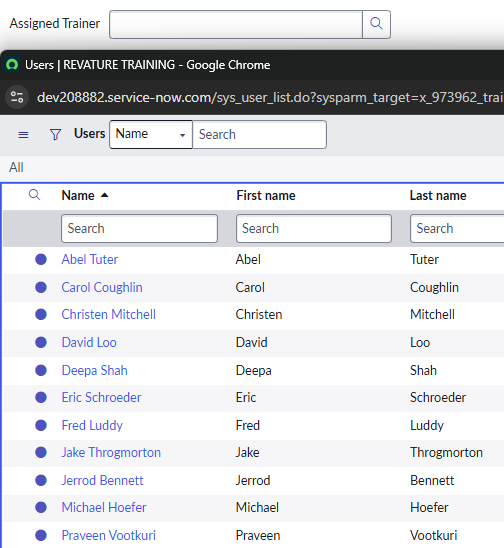 Assigned Trainer
Users | REVATURE TRAINING - Google Chrome
dev208882.service-now.com/sys_user_list.do?sysparm_target=x_973962_trai
Users Name Search
All
Name First name Last name
Search Search Search
Abel Tuter Abel Tuter
Carol Coughlin Carol Coughlin
Christen Mitchell Christen Mitchell
David Loo David Loo
Deepa Shah Deepa Shah
Eric Schroeder Eric Schroeder
Fred Luddy Fred Luddy
Jake Throgmorton Jake Throgmorton
Jerrod Bennett Jerrod Bennett
Michael Hoefer Michael Hoefer
Praveen Vootkuri Praveen Vootkuri